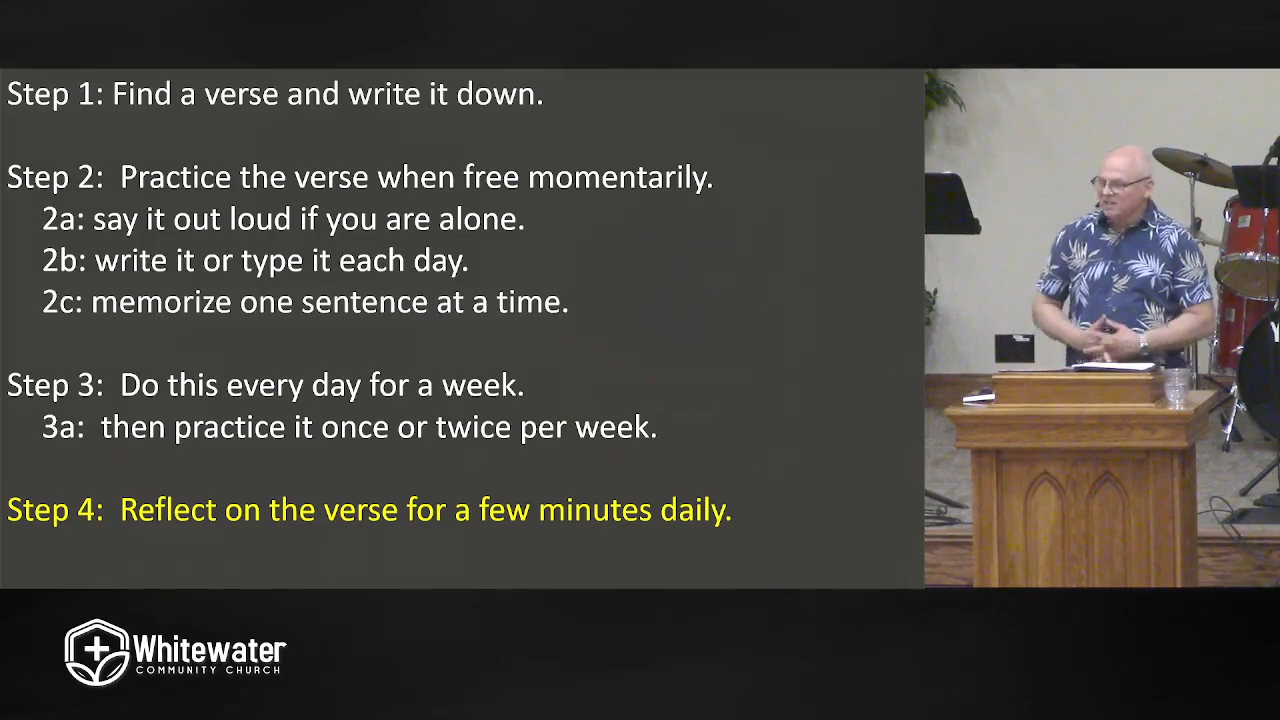 Step 1: Find a verse and write it down.
Step 2: Practice the verse when free momentarily.
2a: say it out loud if you are alone.
2b: write it or type it each day.
2c: memorize one sentence at a time.
Step 3: Do this every day for a week.
3a: then practice it once or twice per week.
Step 4: Reflect on the verse for a few minutes daily.
Whitewater
COMMUNITY CHURCH